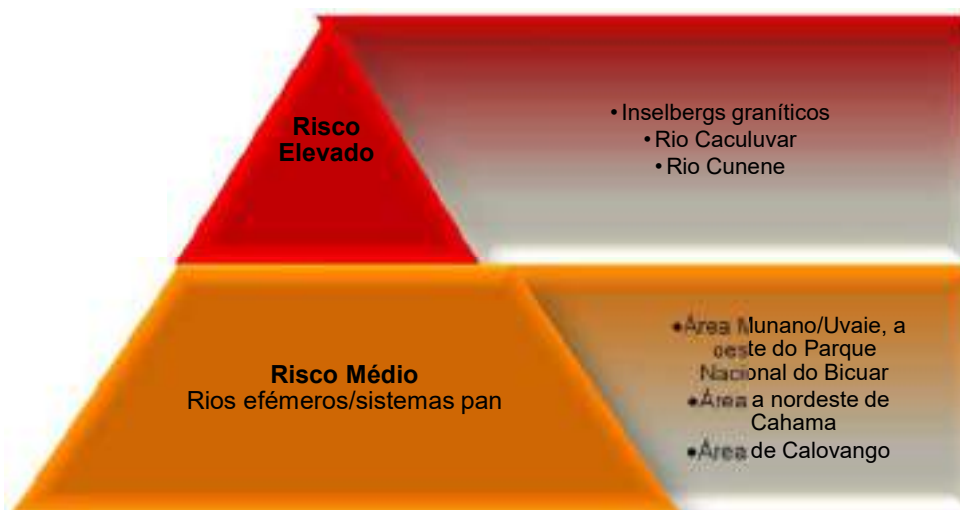 Risco
Elevado
• Inselbergs graníticos
• Rio Caculuvar
• Rio Cunene
Risco Médio
Rios efémeros/sistemas pan
•Área Munano/Uvaie, a
oeste do Parque
Nacional do Bicuar
•Área a nordeste de
Cahama
•Área de Calovango